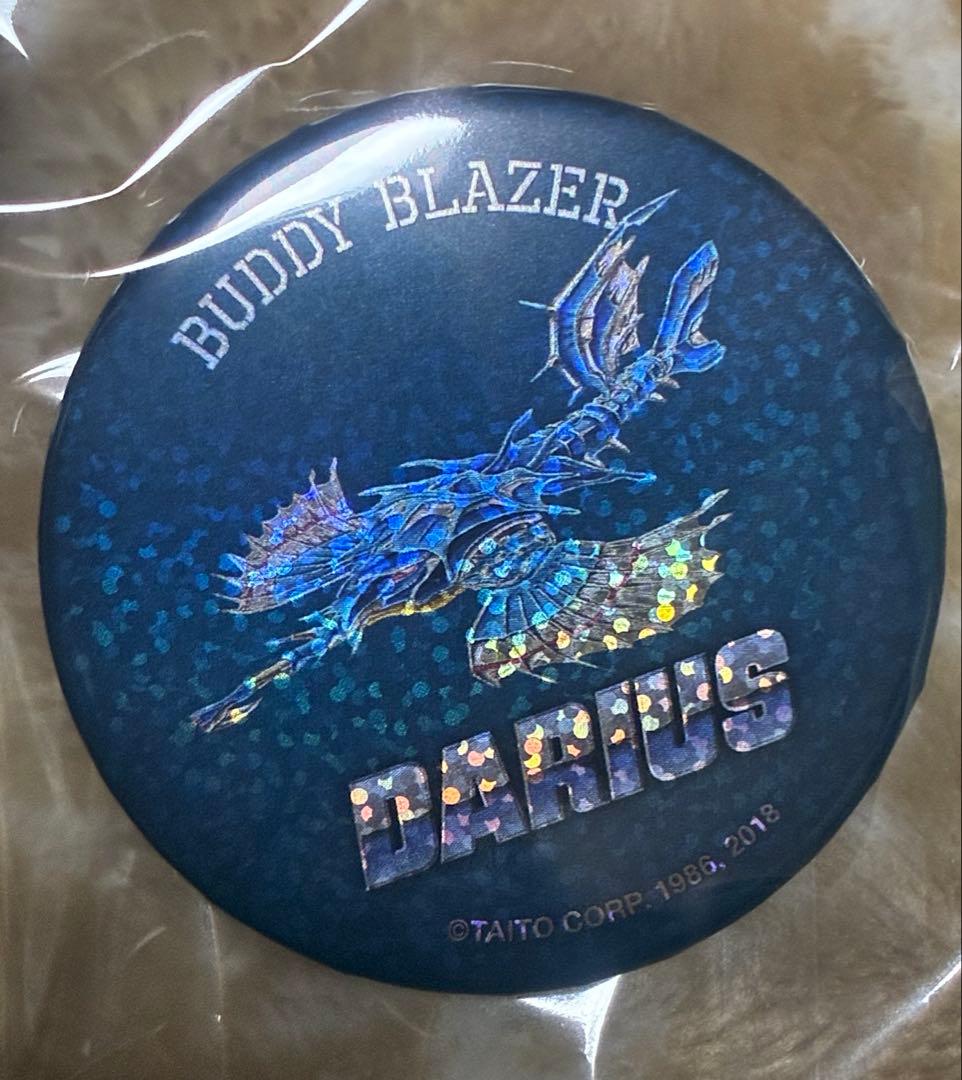 BUDDY BLAZER
DARIUS
©TAITO CORP. 1986, 2018